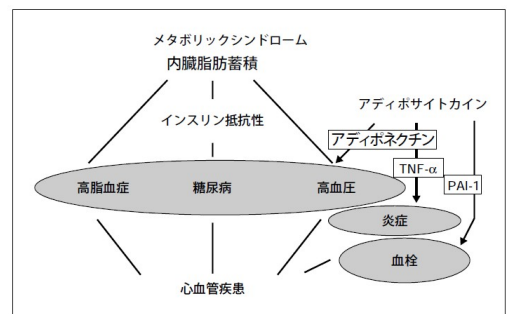 メタボリックシンドローム
内臓脂肪蓄積
アディポサイトカイン
インスリン抵抗性
アディポネクチン
TNF-α
PAI-1
高脂血症 糖尿病 高血圧
炎症
血栓
心血管疾患